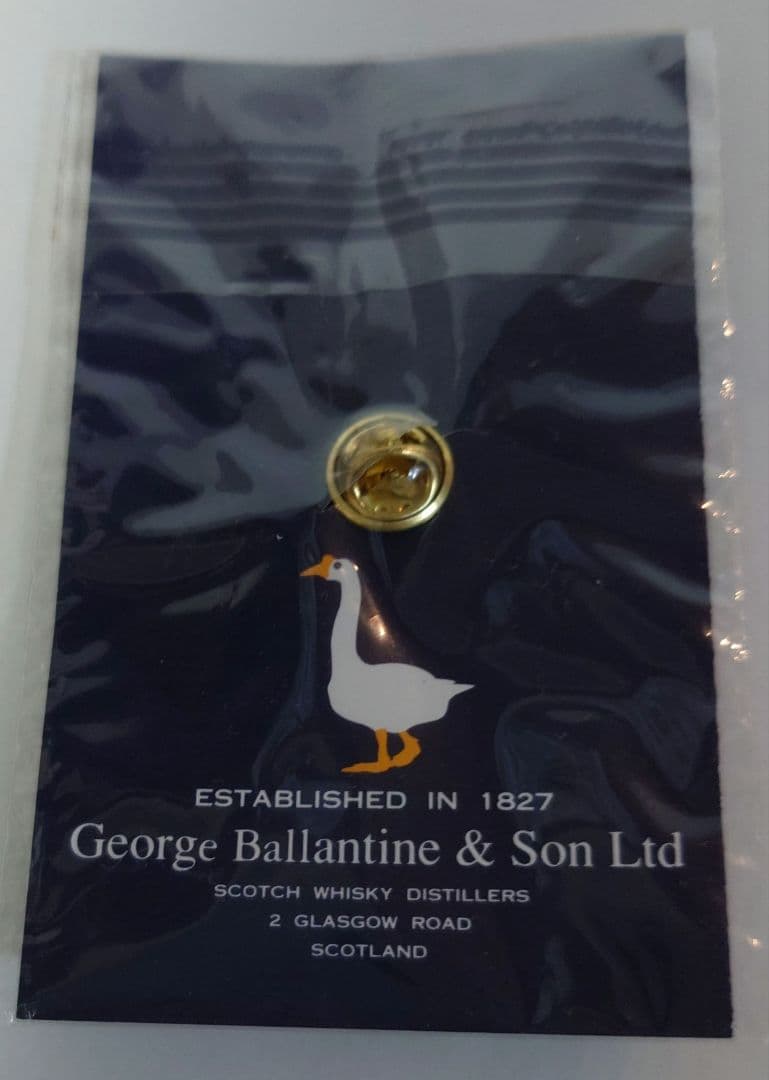 ESTABLISHED IN 1827
George Ballantine & Son Ltd
SCOTCH WHISKY DISTILLERS
2 GLASGOW ROAD
SCOTLAND